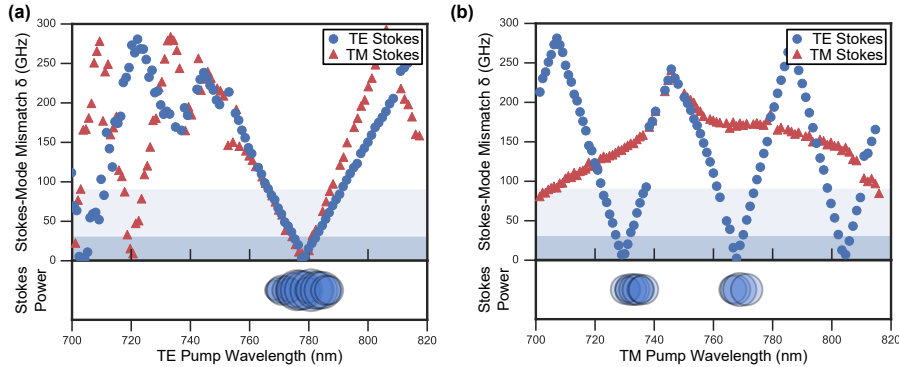 (a)
Stokes-Mode Mismatch δ (GHz)
300
250
200
150
100
50
0
TE Stokes
TM Stokes
Stokes
Power
700
720
740
760
780
800
820
TE Pump Wavelength (nm)
(b)
Stokes-Mode Mismatch δ (GHz)
300
250
200
150
100
50
0
TE Stokes
TM Stokes
Stokes
Power
700
720
740
760
780
800
820
TM Pump Wavelength (nm)